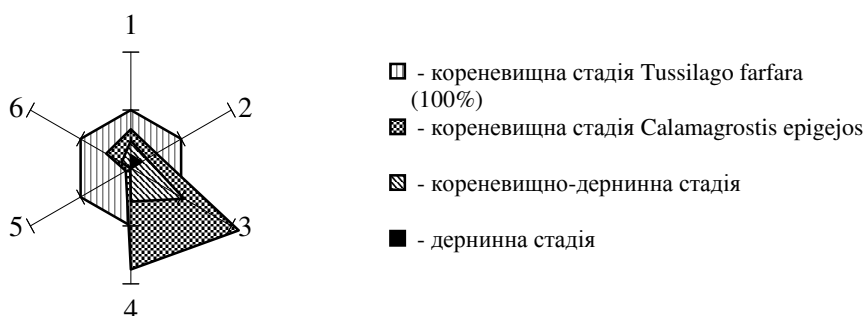 1
6
2
5
3
4
- кореневищна стадія Tussilago farfara
(100%)
- кореневищна стадія Calamagrostis epigejos
- кореневищно-дернинна стадія
- дернинна стадія